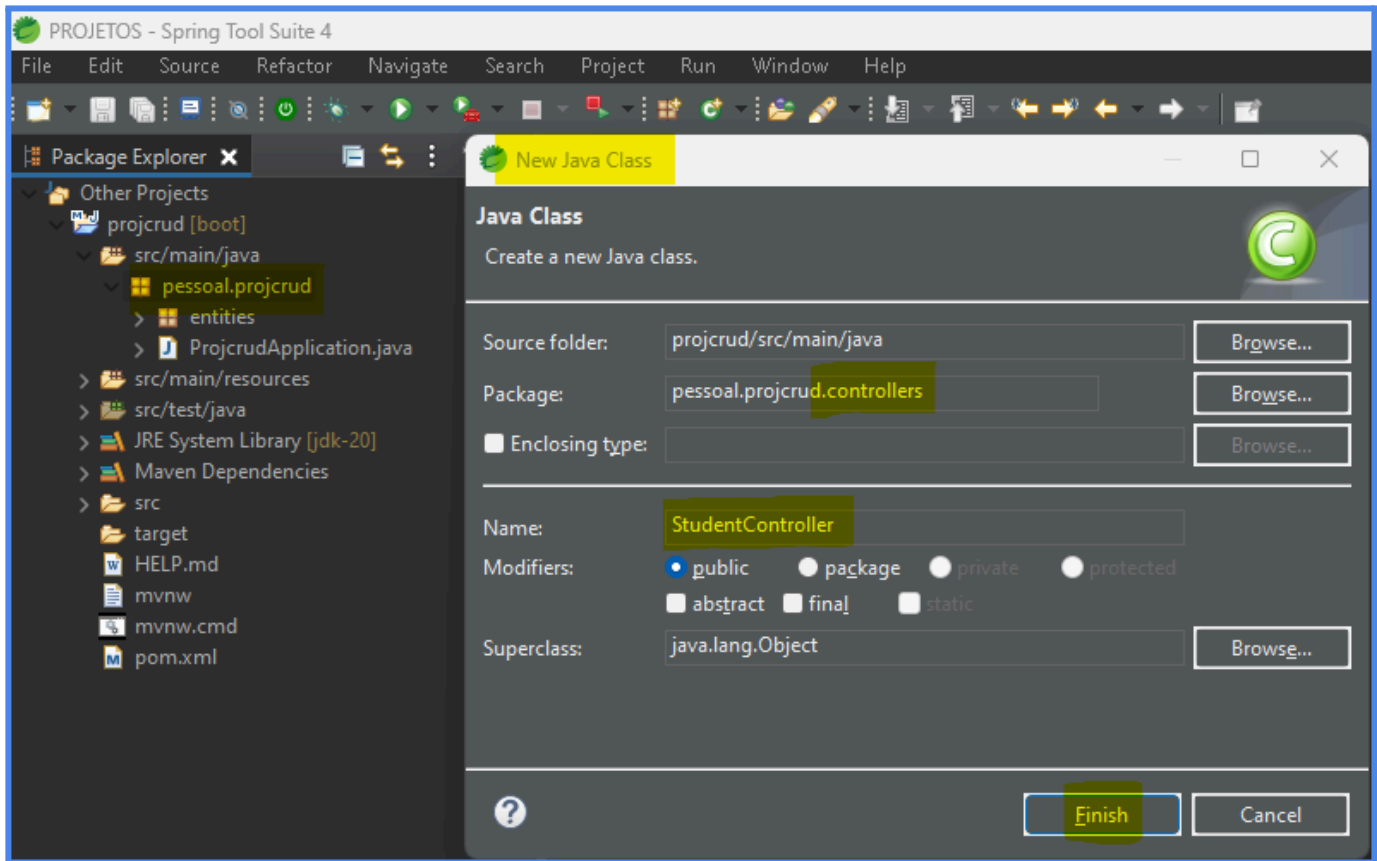 PROJETOS - Spring Tool Suite 4
File Edit Source Refactor Navigate Search Project Run Window Help
Package Explorer
Other Projects
projcrud [boot]
src/main/java
pessoal.projcrud
entities
ProjcrudApplication.java
src/main/resources
src/test/java
JRE System Library [jdk-20]
Maven Dependencies
src
target
HELP.md
mvnw
mvnw.cmd
pom.xml
New Java Class
Java Class
Create a new Java class.
Source folder: projcrud/src/main/java Browse...
Package: pessoal.projcrud.controllers Browse...
Enclosing type: Browse...
Name: StudentController
Modifiers: public package private protected
abstract final static
Superclass: java.lang.Object Browse...
Finish Cancel